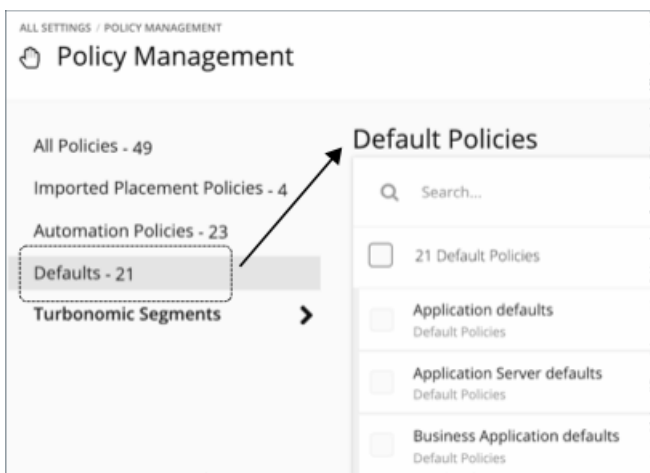 ALL SETTINGS / POLICY MANAGEMENT
Policy Management
All Policies - 49
Imported Placement Policies - 4
Automation Policies - 23
Defaults - 21
Turbonomic Segments
Default Policies
Search...
21 Default Policies
Application defaults
Default Policies
Application Server defaults
Default Policies
Business Application defaults
Default Policies